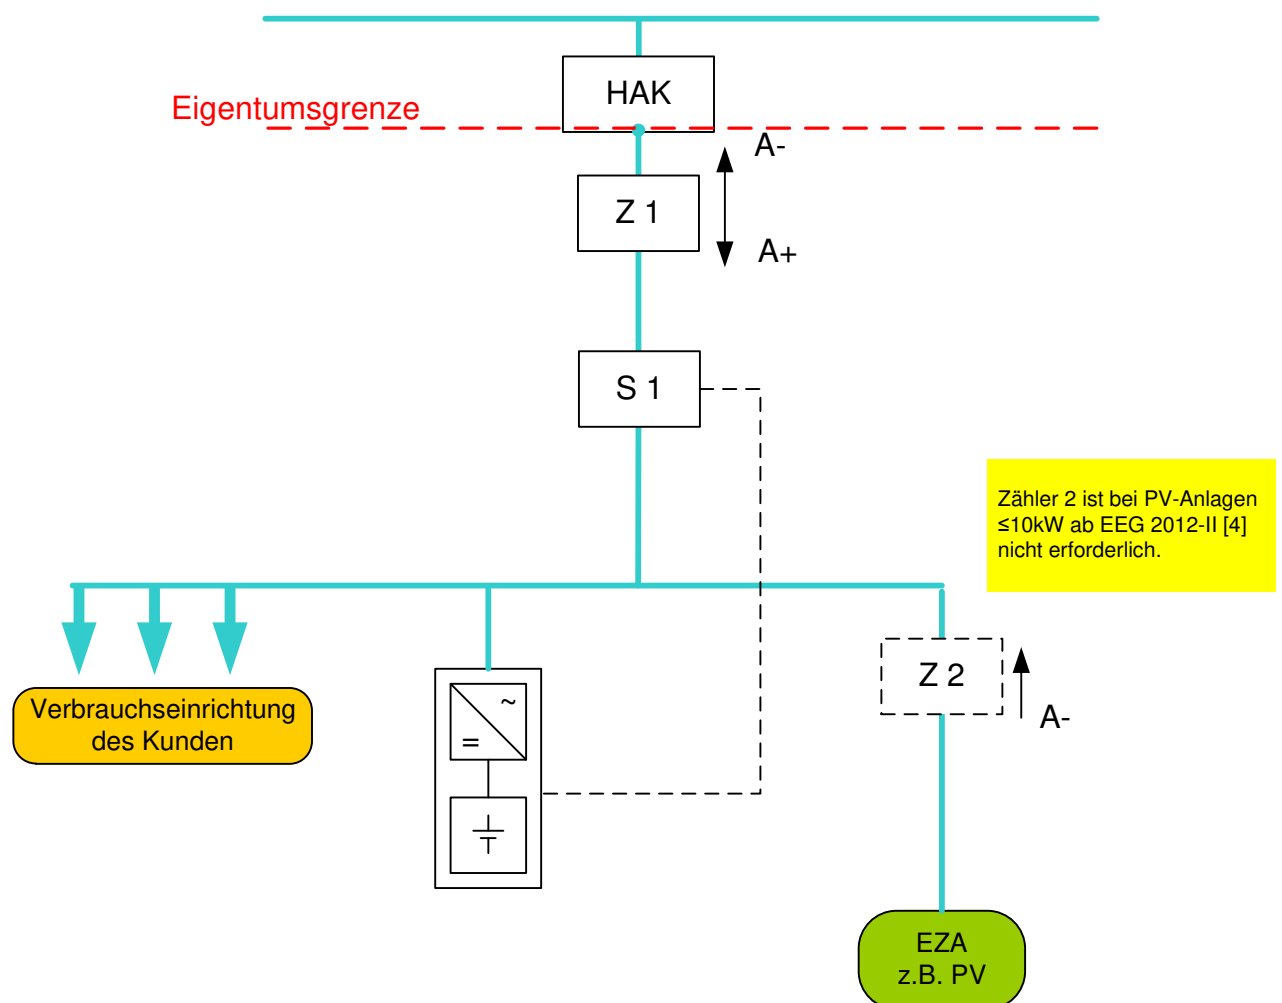 HAK
Eigentumsgrenze
A-
Z 1
A+
S 1
Zähler 2 ist bei PV-Anlagen
≤10kW ab EEG 2012-II [4]
nicht erforderlich.
Z 2
A-
Verbrauchseinrichtung
des Kunden
~
=
EZA
z.B. PV